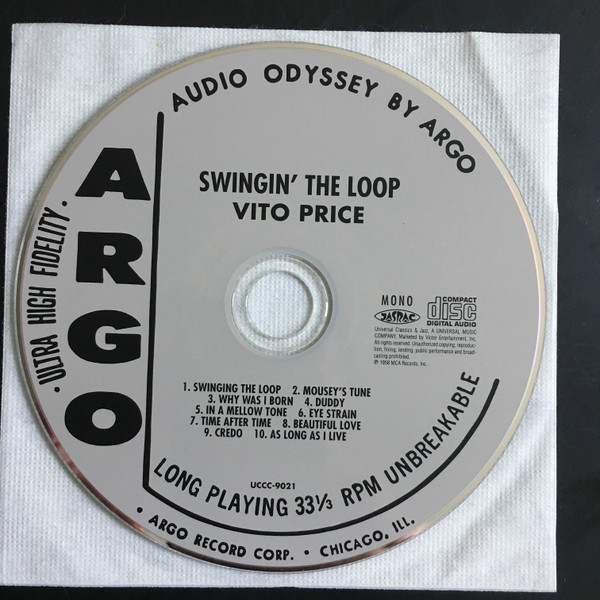 AUDIO ODYSSEY BY ARGO
ARGO
• ULTRA HIGH FIDELITY •
SWINGIN' THE LOOP
VITO PRICE
MONO
JASRAC
COMPACT
disc
DIGITAL AUDIO
Universal Classics & Jazz, A UNIVERSAL MUSIC
COMPANY. Marketed by Victor Entertainment, Inc.
All rights reserved. Unauthorized copying, reproduc-
tion, hiring, lending, public performance and broad-
casting prohibited.
℗ 1958 MCA Records, Inc.
1. SWINGING THE LOOP 2. MOUSEY'S TUNE
3. WHY WAS I BORN 4. DUDDY
5. IN A MELLOW TONE 6. EYE STRAIN
7. TIME AFTER TIME 8. BEAUTIFUL LOVE
9. CREDO 10. AS LONG AS I LIVE
UCCC-9021
LONG PLAYING 33⅓ RPM UNBREAKABLE
• ARGO RECORD CORP. • CHICAGO, ILL.